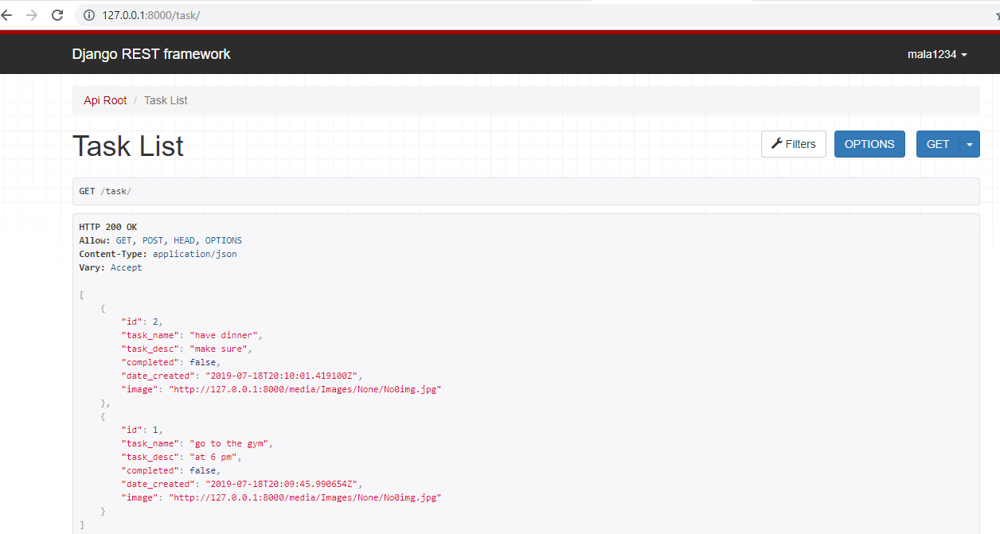 127.0.0.1:8000/task/
Django REST framework
mala1234
Api Root / Task List
Task List
Filters
OPTIONS
GET
GET /task/
HTTP 200 OK
Allow: GET, POST, HEAD, OPTIONS
Content-Type: application/json
Vary: Accept
[
    {
        "id": 2,
        "task_name": "have dinner",
        "task_desc": "make sure",
        "completed": false,
        "date_created": "2019-07-18T20:10:01.419100Z",
        "image": "http://127.0.0.1:8000/media/Images/None/No0img.jpg"
    },
    {
        "id": 1,
        "task_name": "go to the gym",
        "task_desc": "at 6 pm",
        "completed": false,
        "date_created": "2019-07-18T20:09:45.990654Z",
        "image": "http://127.0.0.1:8000/media/Images/None/No0img.jpg"
    }
]